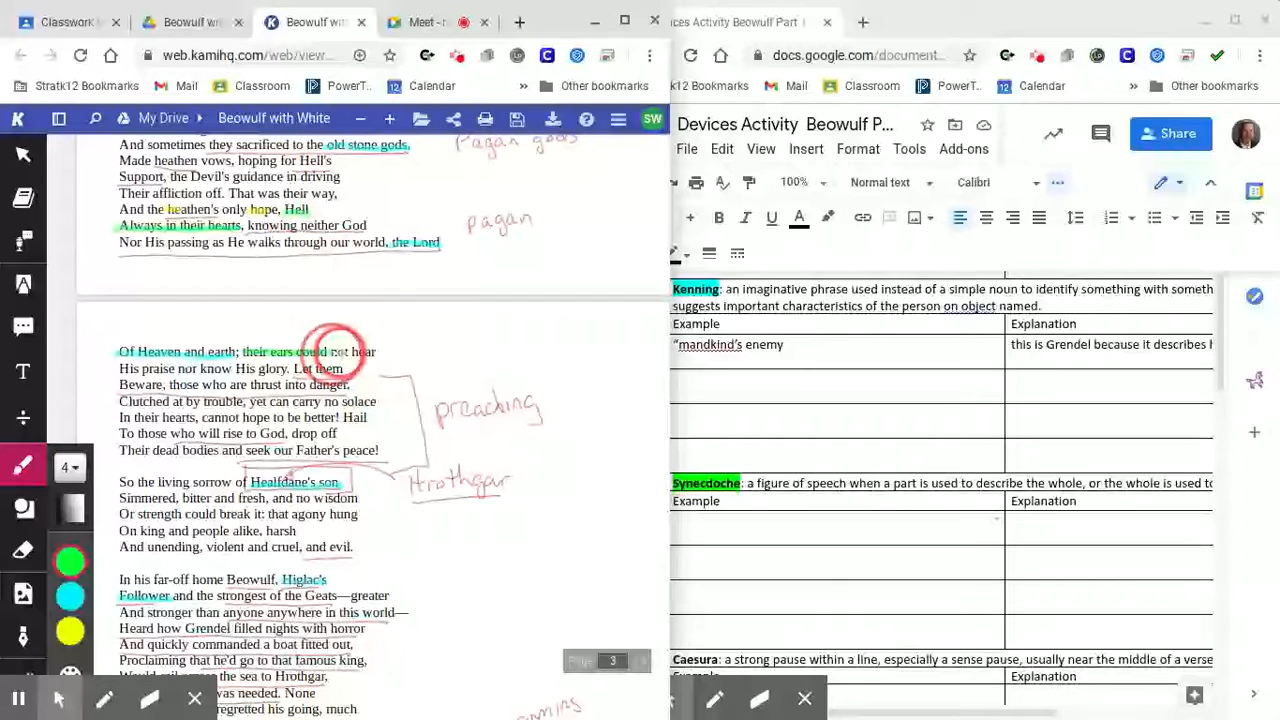 Classwork
Beowulf wi
Beowulf with
Meet - r
web.kamihq.com/web/view...
Stratk12 Bookmarks
Mail
Classroom
PowerT...
Calendar
Other bookmarks
My Drive
Beowulf with White
SW
And sometimes they sacrificed to the old stone gods,
Made heathen vows, hoping for Hell's
Support, the Devil's guidance in driving
Their affliction off. That was their way,
And the heathen's only hope, Hell
Always in their hearts, knowing neither God
Nor His passing as He walks through our world, the Lord
Pagan gods
pagan
Of Heaven and earth; their ears could not hear
His praise nor know His glory. Let them
Beware, those who are thrust into danger,
Clutched at by trouble, yet can carry no solace
In their hearts, cannot hope to be better! Hail
To those who will rise to God, drop off
Their dead bodies and seek our Father's peace!
preaching
So the living sorrow of Healfdane's son
Hrothgar
Simmered, bitter and fresh, and no wisdom
Or strength could break it: that agony hung
On king and people alike, harsh
And unending, violent and cruel, and evil.
In his far-off home Beowulf, Higlac's
Follower and the strongest of the Geats—greater
And stronger than anyone anywhere in this world—
Heard how Grendel filled nights with horror
And quickly commanded a boat fitted out,
Proclaiming that he'd go to that famous king,
the sea to Hrothgar,
was needed. None
regretted his going, much
4
Page 3
ices Activity Beowulf Part
docs.google.com/document...
k12 Bookmarks
Mail
Classroom
PowerT...
Calendar
Other bookmarks
Devices Activity Beowulf P...
File Edit View Insert Format Tools Add-ons
Share
100%
Normal text
Calibri
B I U A
Kenning: an imaginative phrase used instead of a simple noun to identify something with someth
suggests important characteristics of the person on object named.
Example
Explanation
"mandkind's enemy
this is Grendel because it describes h
Synecdoche: a figure of speech when a part is used to describe the whole, or the whole is used to
Example
Explanation
Caesura: a strong pause within a line, especially a sense pause, usually near the middle of a verse
Example
Explanation